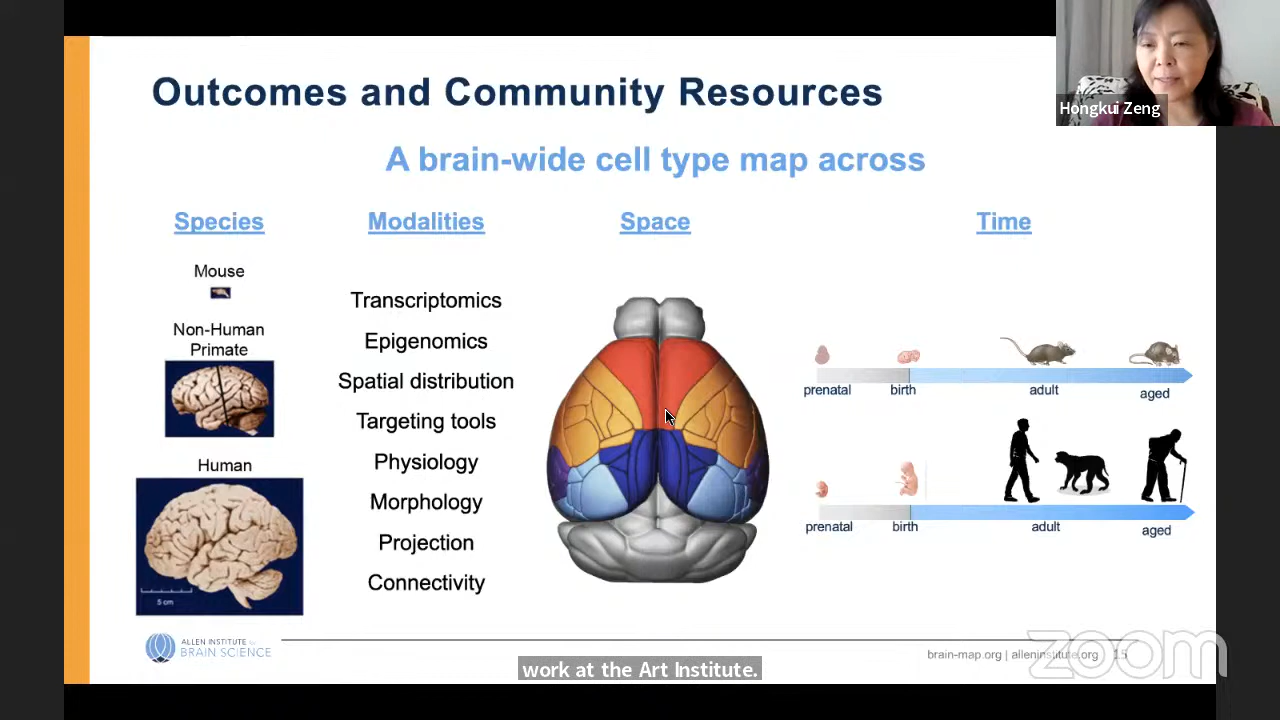 Outcomes and Community Resources
Hongkui Zeng
A brain-wide cell type map across
Species
Modalities
Space
Time
Mouse
Non-Human
Primate
Human
5 cm
Transcriptomics
Epigenomics
Spatial distribution
Targeting tools
Physiology
Morphology
Projection
Connectivity
prenatal
birth
adult
aged
prenatal
birth
adult
aged
ALLEN INSTITUTE for
BRAIN SCIENCE
brain-map.org | alleninstitute.org
15
zoom
work at the Art Institute.